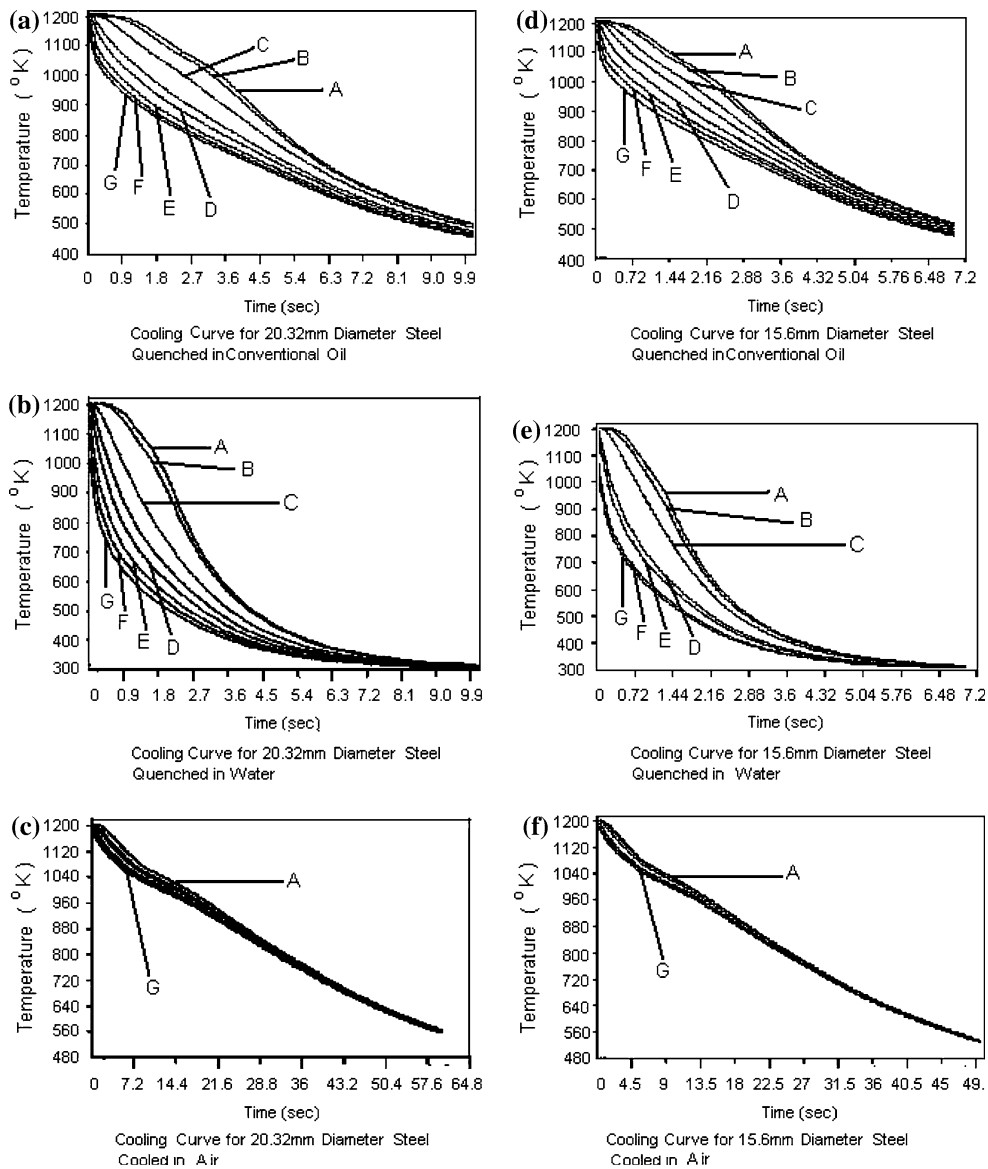 (a)
1200
1100
1000
900
800
700
600
500
400
Temperature ( °K )
A
B
C
D
E
F
G
0 0.9 1.8 2.7 3.6 4.5 5.4 6.3 7.2 8.1 9.0 9.9
Time (sec)
Cooling Curve for 20.32mm Diameter Steel
Quenched in Conventional Oil
(d)
1200
1100
1000
900
800
700
600
500
400
Temperature ( °K )
A
B
C
D
E
F
G
0 0.72 1.44 2.16 2.88 3.6 4.32 5.04 5.76 6.48 7.2
Time (sec)
Cooling Curve for 15.6mm Diameter Steel
Quenched in Conventional Oil
(b)
1200
1100
1000
900
800
700
600
500
400
300
Temperature ( °K )
A
B
C
D
E
F
G
0 0.9 1.8 2.7 3.6 4.5 5.4 6.3 7.2 8.1 9.0 9.9
Time (sec)
Cooling Curve for 20.32mm Diameter Steel
Quenched in Water
(e)
1200
1100
1000
900
800
700
600
500
400
300
Temperature ( °K )
A
B
C
D
E
F
G
0 0.72 1.44 2.16 2.88 3.6 4.32 5.04 5.76 6.48 7.2
Time (sec)
Cooling Curve for 15.6mm Diameter Steel
Quenched in Water
(c)
1200
1120
1040
960
880
800
720
640
560
480
Temperature ( °K )
A
G
0 7.2 14.4 21.6 28.8 36 43.2 50.4 57.6 64.8
Time (sec)
Cooling Curve for 20.32mm Diameter Steel
Cooled in Air
(f)
1200
1120
1040
960
880
800
720
640
560
480
Temperature ( °K )
A
G
0 4.5 9 13.5 18 22.5 27 31.5 36 40.5 45 49.
Time (sec)
Cooling Curve for 15.6mm Diameter Steel
Cooled in Air